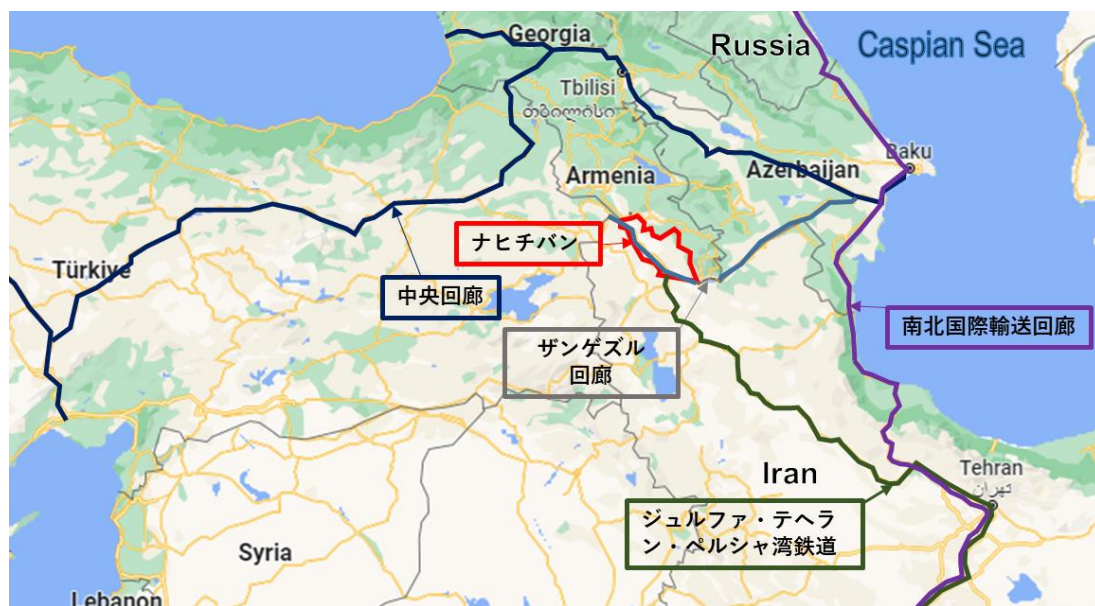 Georgia
Russia
Caspian Sea
Tbilisi
თბილისი
Baku
Azerbaijan
Armenia
ナヒチバン
Türkiye
中央回廊
南北国際輸送回廊
ザンゲズル
回廊
Iran
Tehran
تهران
ジュルファ・テヘラ
ン・ペルシャ湾鉄道
Syria
Lebanon